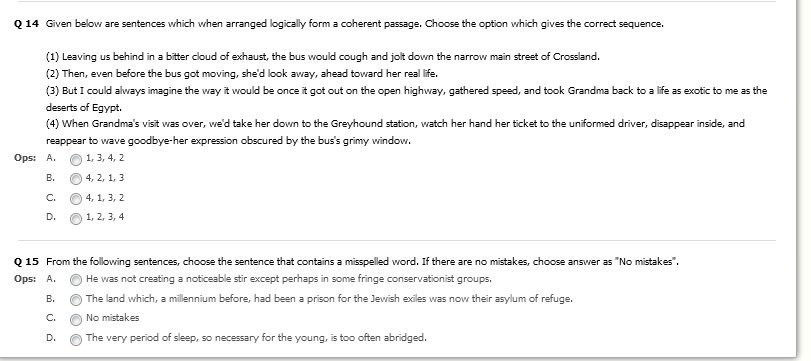 Q 14 Given below are sentences which when arranged logically form a coherent passage. Choose the option which gives the correct sequence.
(1) Leaving us behind in a bitter cloud of exhaust, the bus would cough and jolt down the narrow main street of Crossland.
(2) Then, even before the bus got moving, she'd look away, ahead toward her real life.
(3) But I could always imagine the way it would be once it got out on the open highway, gathered speed, and took Grandma back to a life as exotic to me as the
deserts of Egypt.
(4) When Grandma's visit was over, we'd take her down to the Greyhound station, watch her hand her ticket to the uniformed driver, disappear inside, and
reappear to wave goodbye-her expression obscured by the bus's grimy window.
Ops: A. 1, 3, 4, 2
B. 4, 2, 1, 3
C. 4, 1, 3, 2
D. 1, 2, 3, 4
Q 15 From the following sentences, choose the sentence that contains a misspelled word. If there are no mistakes, choose answer as "No mistakes".
Ops: A. He was not creating a noticeable stir except perhaps in some fringe conservationist groups.
B. The land which, a millennium before, had been a prison for the Jewish exiles was now their asylum of refuge.
C. No mistakes
D. The very period of sleep, so necessary for the young, is too often abridged.